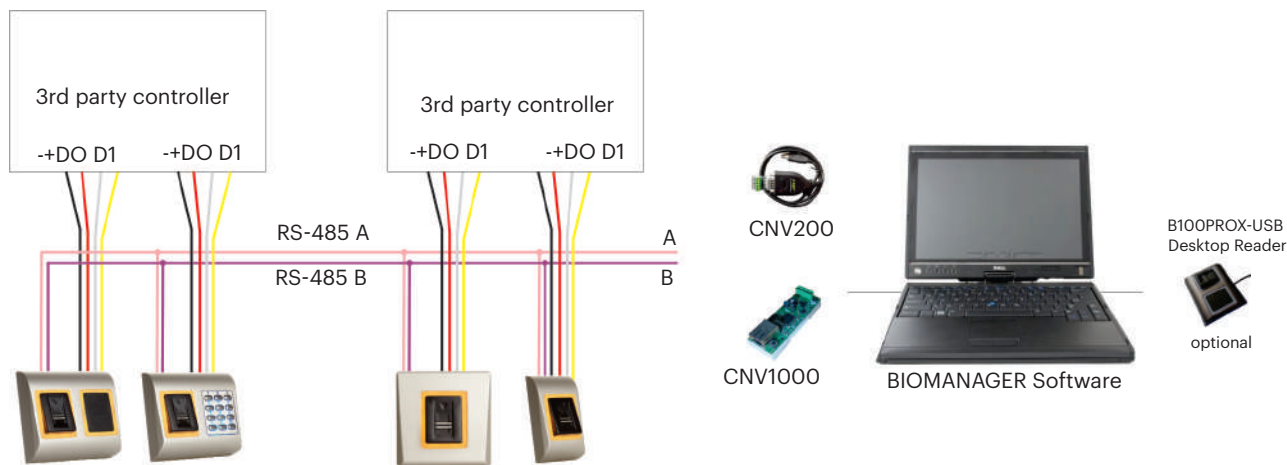 3rd party controller
-+DO D1
-+DO D1
3rd party controller
-+DO D1
-+DO D1
RS-485 A
RS-485 B
A
B
CNV200
CNV1000
BIOMANAGER Software
B100PROX-USB
Desktop Reader
optional